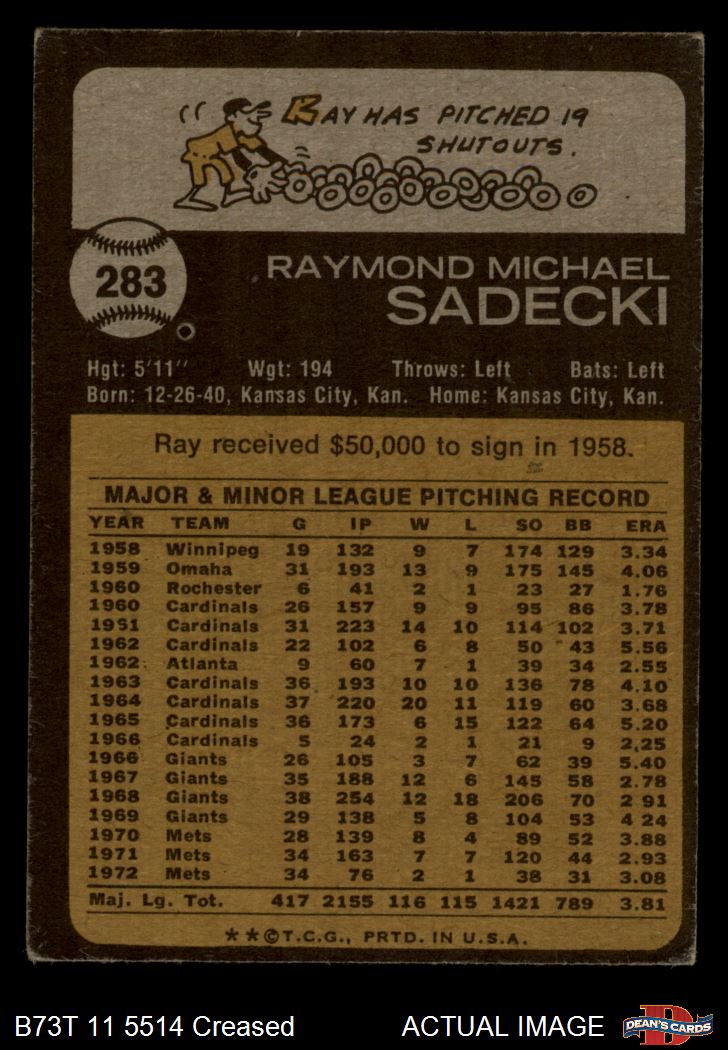 RAY HAS PITCHED 19
SHUTOUTS.
283
RAYMOND MICHAEL
SADECKI
Hgt: 5'11" Wgt: 194 Throws: Left Bats: Left
Born: 12-26-40, Kansas City, Kan. Home: Kansas City, Kan.
Ray received $50,000 to sign in 1958.
MAJOR & MINOR LEAGUE PITCHING RECORD
YEAR TEAM G IP W L SO BB ERA
1958 Winnipeg 19 132 9 7 174 129 3.34
1959 Omaha 31 193 13 9 175 145 4.06
1960 Rochester 6 41 2 1 23 27 1.76
1960 Cardinals 26 157 9 9 95 86 3.78
1961 Cardinals 31 223 14 10 114 102 3.71
1962 Cardinals 22 102 6 8 50 43 5.56
1962 Atlanta 9 60 7 1 39 34 2.55
1963 Cardinals 36 193 10 10 136 78 4.10
1964 Cardinals 37 220 20 11 119 60 3.68
1965 Cardinals 36 173 6 15 122 64 5.20
1966 Cardinals 5 24 2 1 21 9 2.25
1966 Giants 26 105 3 7 62 39 5.40
1967 Giants 35 188 12 6 145 58 2.78
1968 Giants 38 254 12 18 206 70 2 91
1969 Giants 29 138 5 8 104 53 4 24
1970 Mets 28 139 8 4 89 52 3.88
1971 Mets 34 163 7 7 120 44 2.93
1972 Mets 34 76 2 1 38 31 3.08
Maj. Lg. Tot. 417 2155 116 115 1421 789 3.81
**©T.C.G., PRTD. IN U.S.A.
B73T 11 5514 Creased ACTUAL IMAGE
D
DEAN'S CARDS